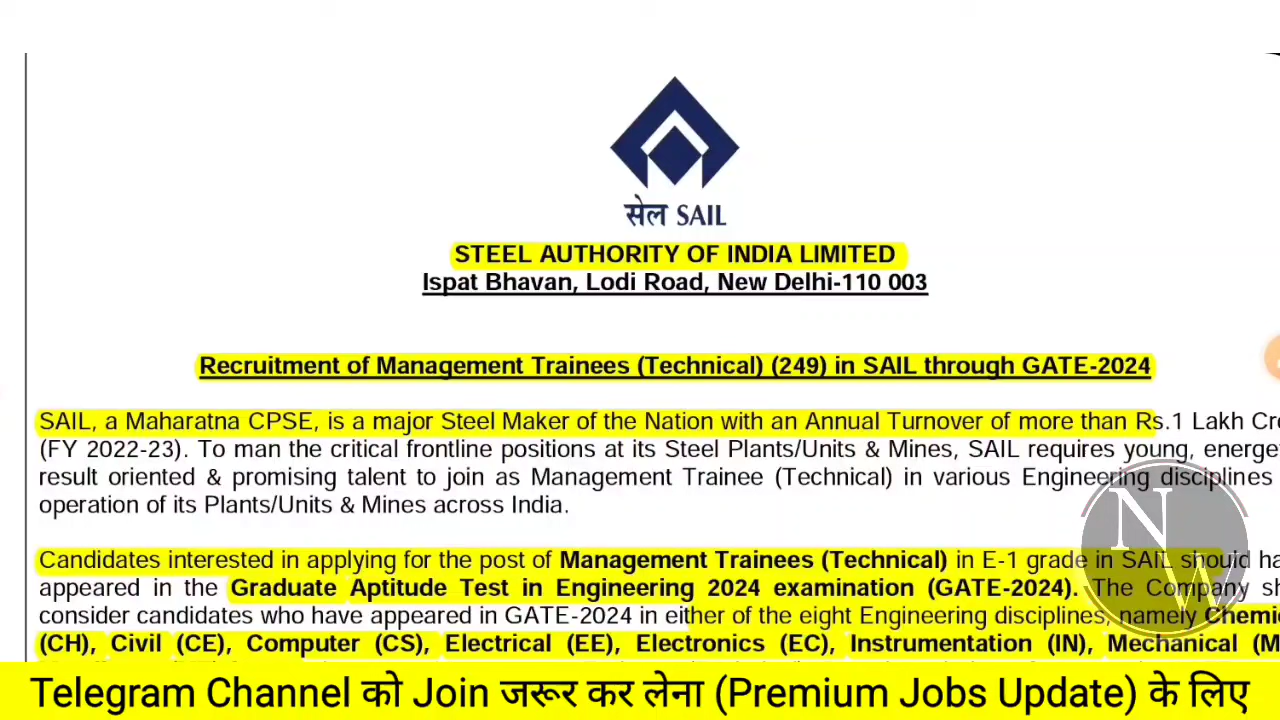 सेल SAIL
STEEL AUTHORITY OF INDIA LIMITED
Ispat Bhavan, Lodi Road, New Delhi-110 003
Recruitment of Management Trainees (Technical) (249) in SAIL through GATE-2024
SAIL, a Maharatna CPSE, is a major Steel Maker of the Nation with an Annual Turnover of more than Rs.1 Lakh
(FY 2022-23). To man the critical frontline positions at its Steel Plants/Units & Mines, SAIL requires young,
result oriented & promising talent to join as Management Trainee (Technical) in various Engineering disciplines
operation of its Plants/Units & Mines across India.
Candidates interested in applying for the post of Management Trainees (Technical) in E-1 grade in SAIL should
appeared in the Graduate Aptitude Test in Engineering 2024 examination (GATE-2024). The Company
consider candidates who have appeared in GATE-2024 in either of the eight Engineering disciplines, namely
(CH), Civil (CE), Computer (CS), Electrical (EE), Electronics (EC), Instrumentation (IN), Mechanical
NW
Telegram Channel को Join जरूर कर लेना (Premium Jobs Update) के लिए